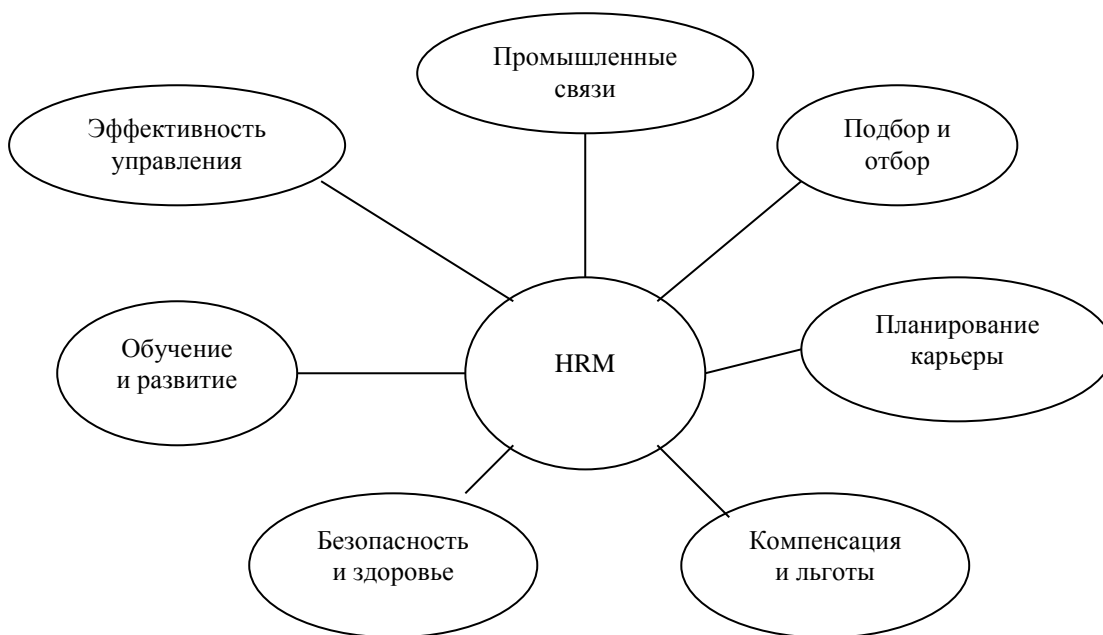 Промышленные
связи
Эффективность
управления
Подбор и
отбор
Планирование
карьеры
HRM
Обучение
и развитие
Безопасность
и здоровье
Компенсация
и льготы